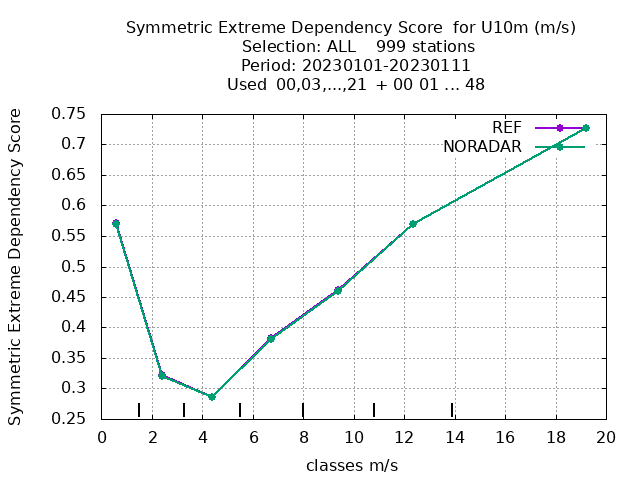 Symmetric Extreme Dependency Score  for U10m (m/s)
Selection: ALL    999 stations
Period: 20230101-20230111
Used  00,03,...,21  + 00 01 ... 48
Symmetric Extreme Dependency Score
0.75
0.7
0.65
0.6
0.55
0.5
0.45
0.4
0.35
0.3
0.25
REF
NORADAR
0 2 4 6 8 10 12 14 16 18 20
classes m/s